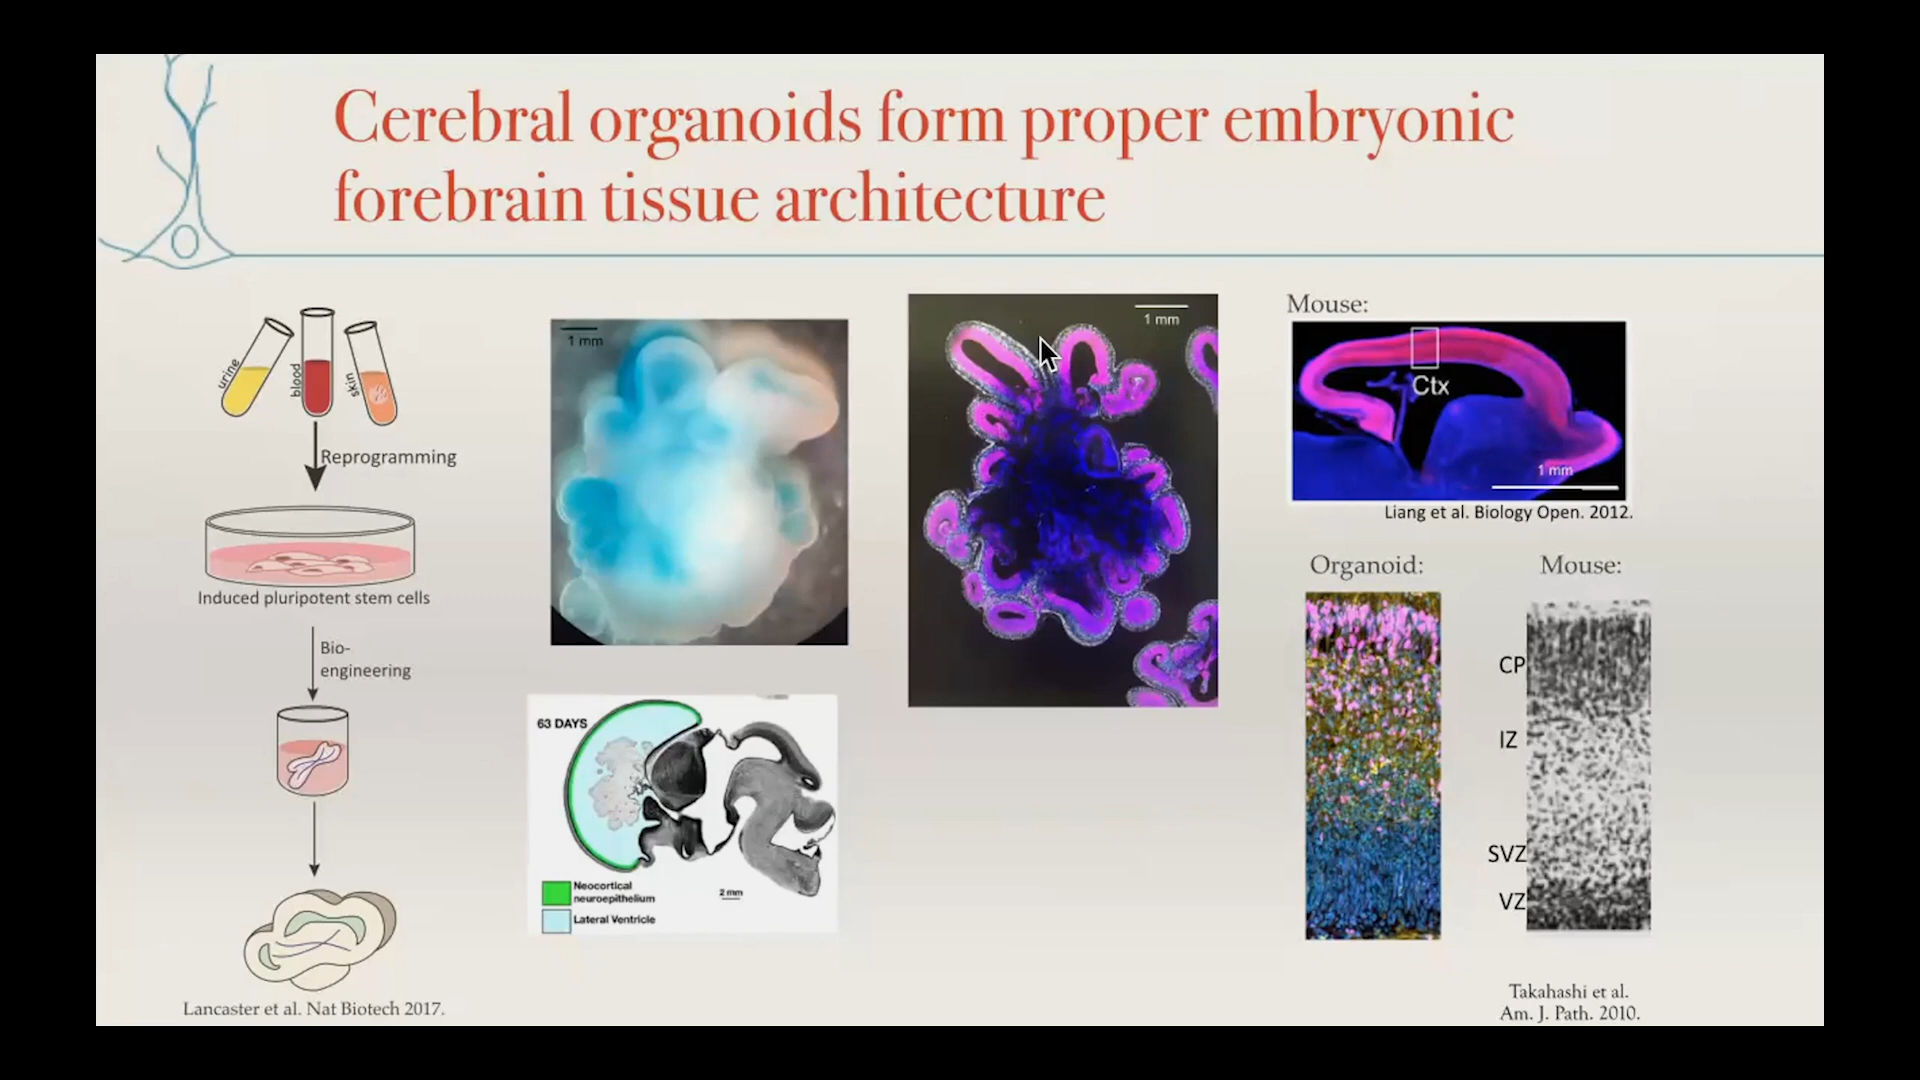 Cerebral organoids form proper embryonic
forebrain tissue architecture
urine
blood
skin
Reprogramming
Induced pluripotent stem cells
Bio-
engineering
Lancaster et al. Nat Biotech 2017.
1 mm
63 DAYS
Neocortical
neuroepithelium
Lateral Ventricle
2 mm
1 mm
Mouse:
Ctx
1 mm
Liang et al. Biology Open. 2012.
Organoid:
Mouse:
CP
IZ
SVZ
VZ
Takahashi et al.
Am. J. Path. 2010.